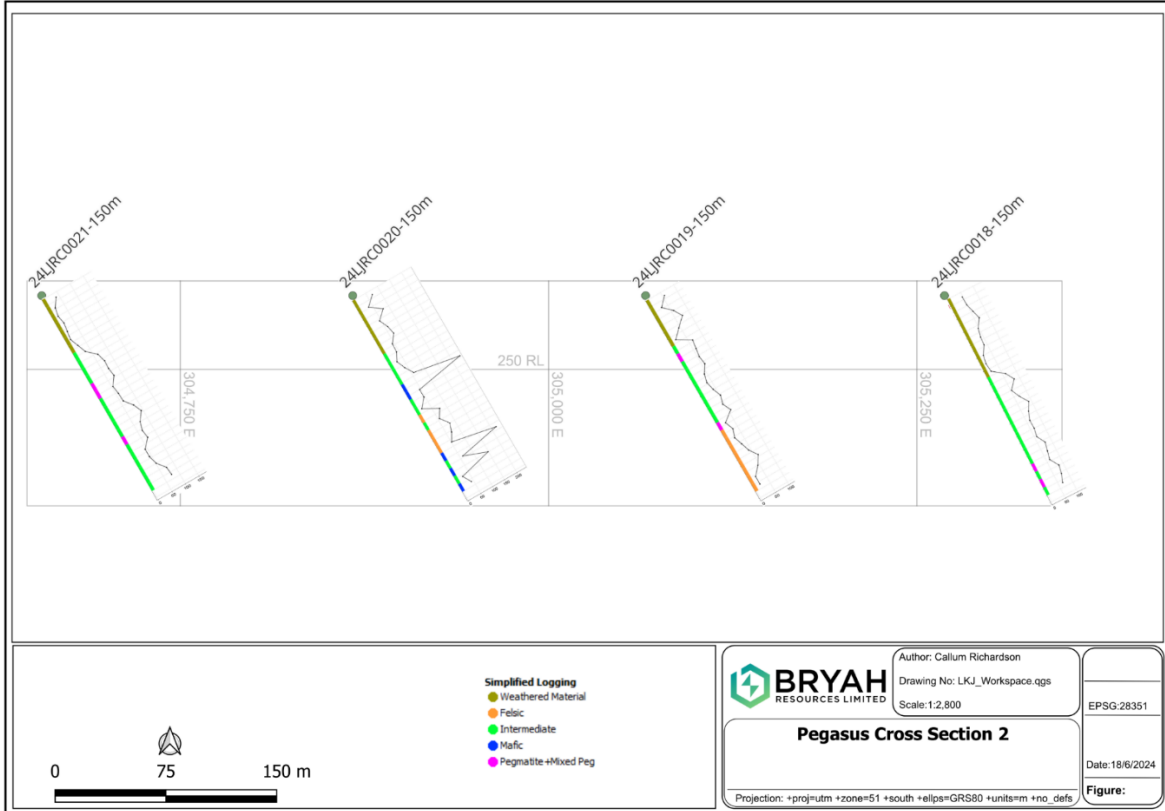 24LJRC0021-150m
24LJRC0020-150m
24LJRC0019-150m
24LJRC0018-150m
250 RL
304,750 E
305,000 E
305,250 E
0 75 150 m
Simplified Logging
Weathered Material
Felsic
Intermediate
Mafic
Pegmatite+Mixed Peg
BRYAH
RESOURCES LIMITED
Author: Callum Richardson
Drawing No: LKJ_Workspace.qgs
Scale:1:2,800
EPSG:28351
Pegasus Cross Section 2
Date:18/6/2024
Projection: +proj=utm +zone=51 +south +ellps=GRS80 +units=m +no_defs
Figure: